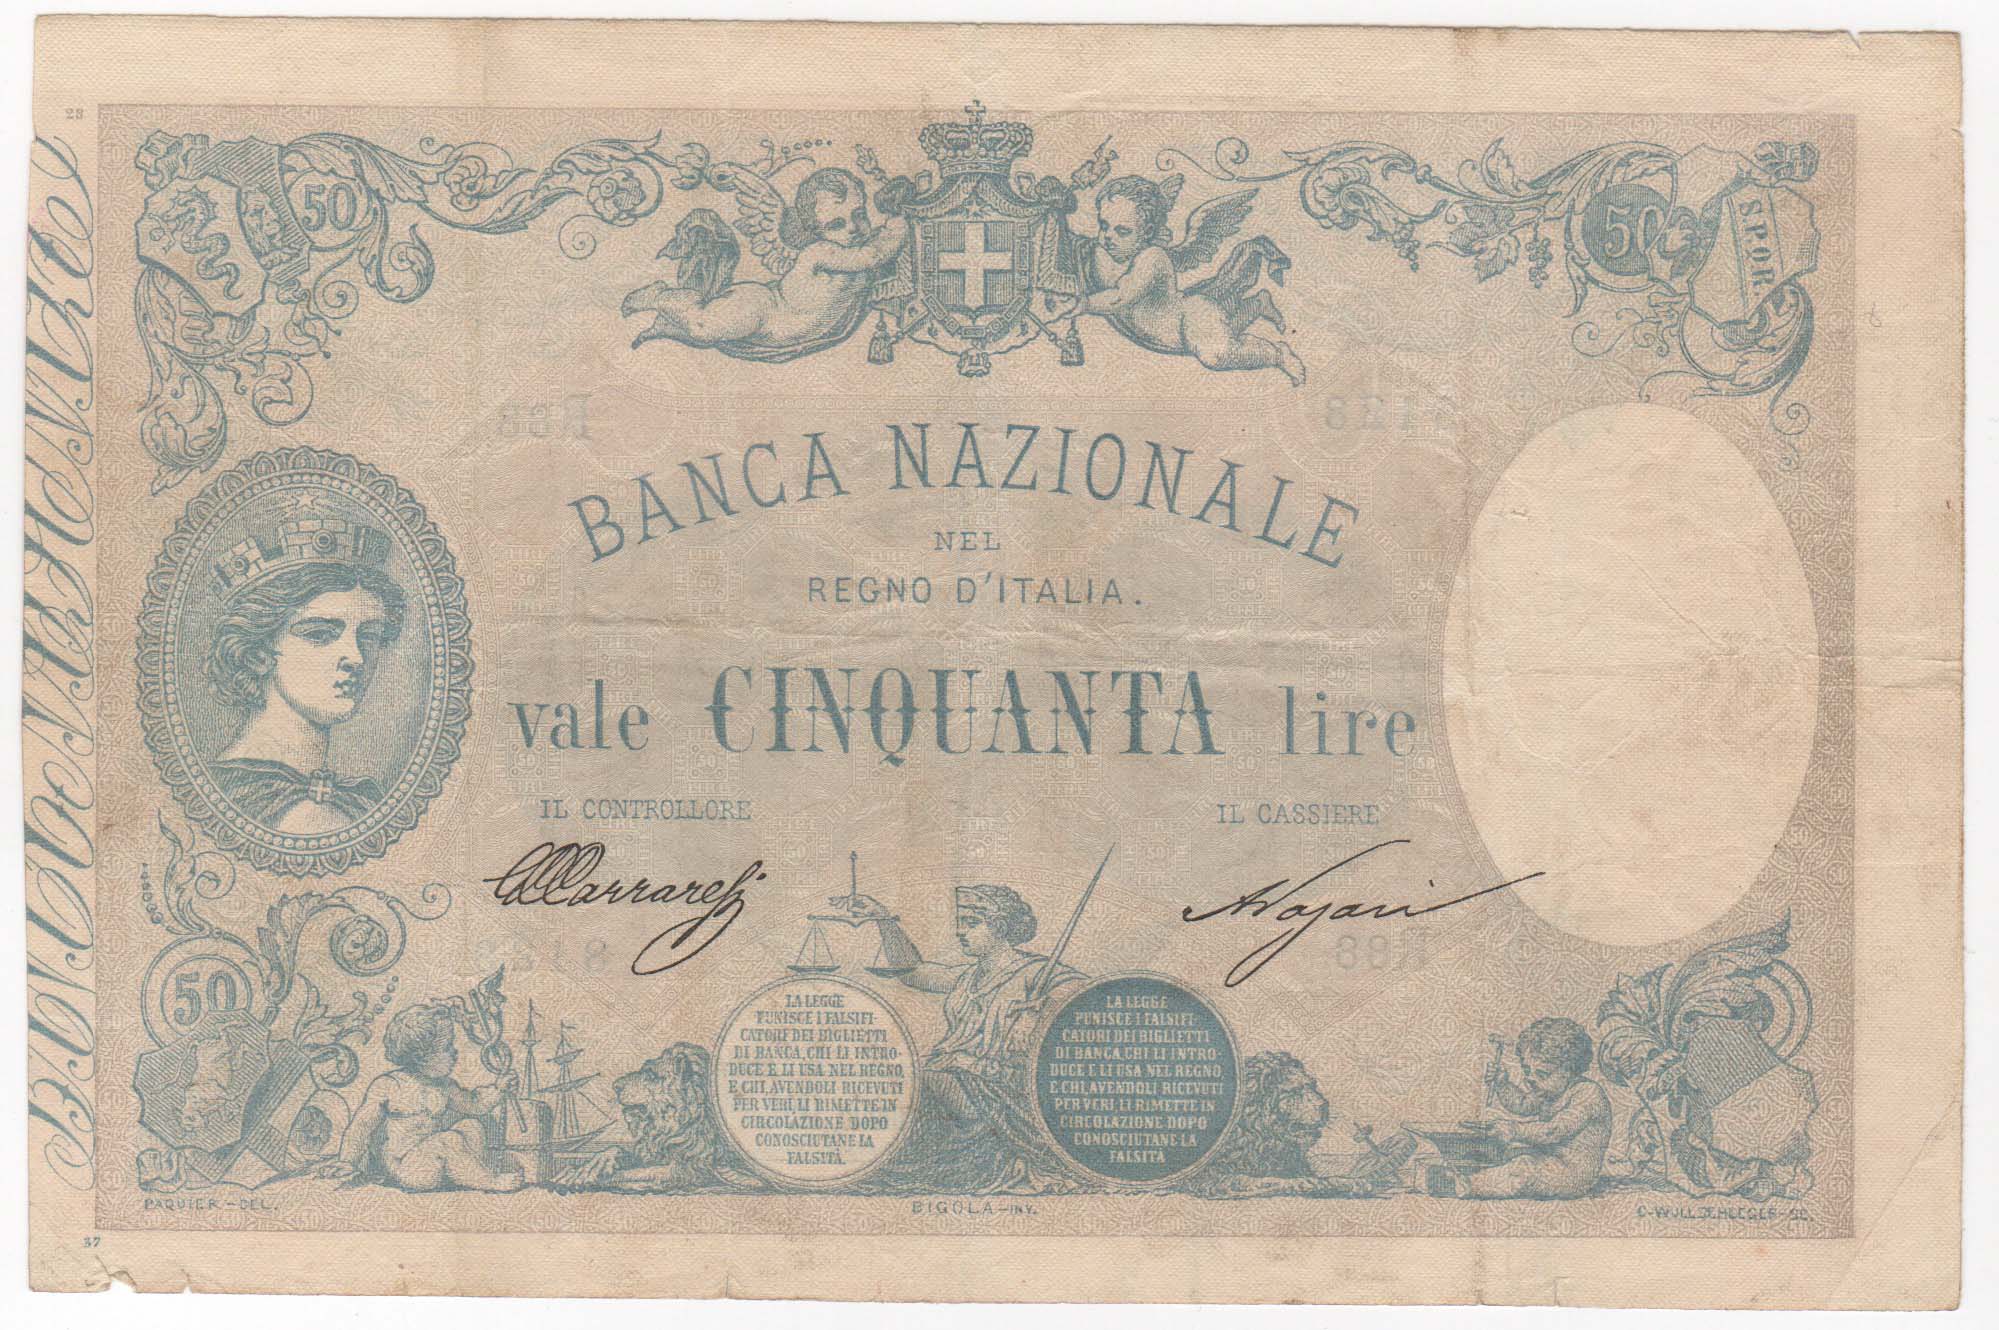 28
50
50
S.P.Q.R.
BANCA NAZIONALE
NEL
REGNO D'ITALIA.
vale CINQUANTA lire
IL CONTROLLORE
IL CASSIERE
50
LA LEGGE
PUNISCE I FALSIFI-
CATORI DEI BIGLIETTI
DI BANCA, CHI LI INTRO-
DUCE E LI USA NEL REGNO,
E CHI, AVENDOLI RICEVUTI
PER VERI, LI RIMETTE IN
CIRCOLAZIONE DOPO
CONOSCIUTANE LA
FALSITÀ.
LA LEGGE
PUNISCE I FALSIFI-
CATORI DEI BIGLIETTI
DI BANCA, CHI LI INTRO-
DUCE E LI USA NEL REGNO,
E CHI, AVENDOLI RICEVUTI
PER VERI, LI RIMETTE IN
CIRCOLAZIONE DOPO
CONOSCIUTANE LA
FALSITÀ
PAQUIER-DEL.
BIGOLA-INV.
37